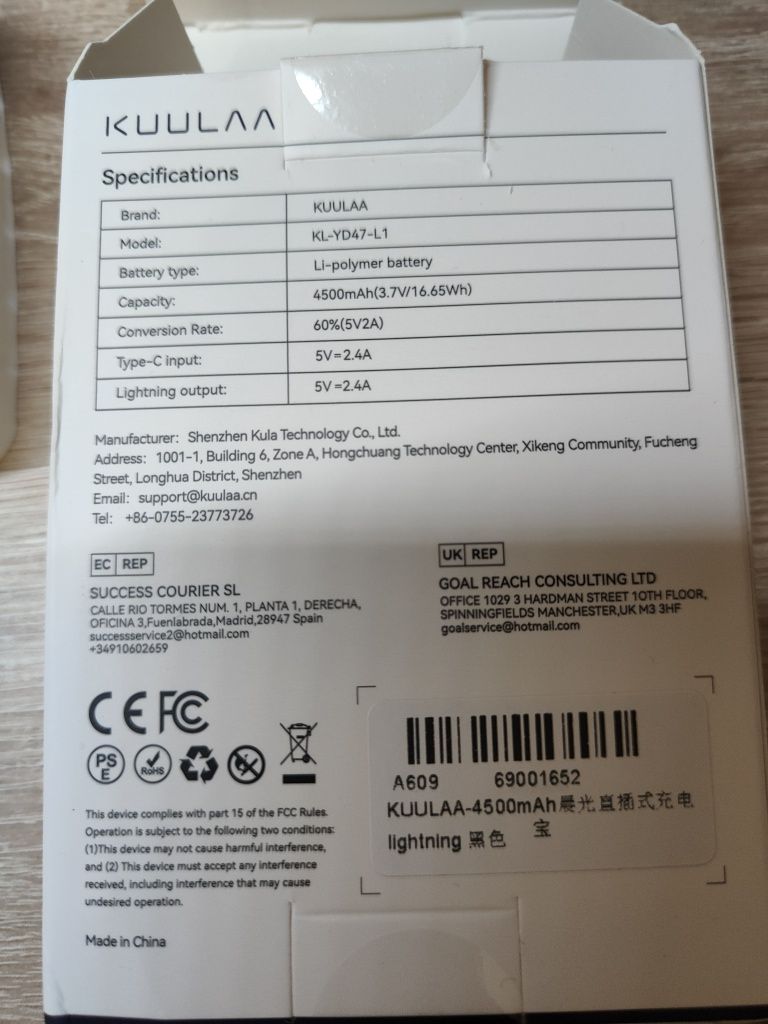 KUULAA
Specifications
Brand: KUULAA
Model: KL-YD47-L1
Battery type: Li-polymer battery
Capacity: 4500mAh(3.7V/16.65Wh)
Conversion Rate: 60%(5V2A)
Type-C input: 5V=2.4A
Lightning output: 5V=2.4A
Manufacturer: Shenzhen Kula Technology Co., Ltd.
Address: 1001-1, Building 6, Zone A, Hongchuang Technology Center, Xikeng Community, Fucheng
Street, Longhua District, Shenzhen
Email: support@kuulaa.cn
Tel: +86-0755-23773726
EC REP
SUCCESS COURIER SL
CALLE RIO TORMES NUM. 1, PLANTA 1, DERECHA,
OFICINA 3,Fuenlabrada,Madrid,28947 Spain
successservice2@hotmail.com
+34910602659
UK REP
GOAL REACH CONSULTING LTD
OFFICE 1029 3 HARDMAN STREET 10TH FLOOR,
SPINNINGFIELDS MANCHESTER,UK M3 3HF
goalservice@hotmail.com
CE FC
PS E
RoHS
This device complies with part 15 of the FCC Rules.
Operation is subject to the following two conditions:
(1)This device may not cause harmful interference,
and (2) This device must accept any interference
received, including interference that may cause
undesired operation.
Made in China
A609 69001652
KUULAA-4500mAh晨光直插式充电
lightning 黑色 宝